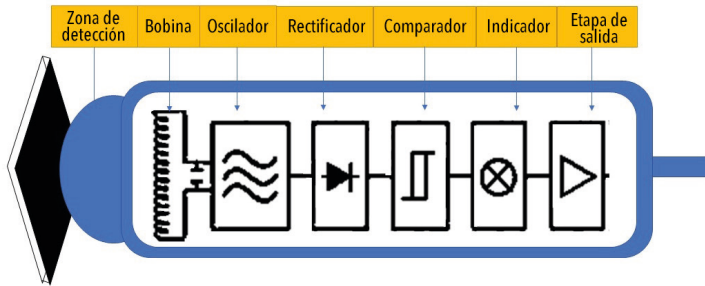 Zona de
detección
Bobina
Oscilador
Rectificador
Comparador
Indicador
Etapa de
salida